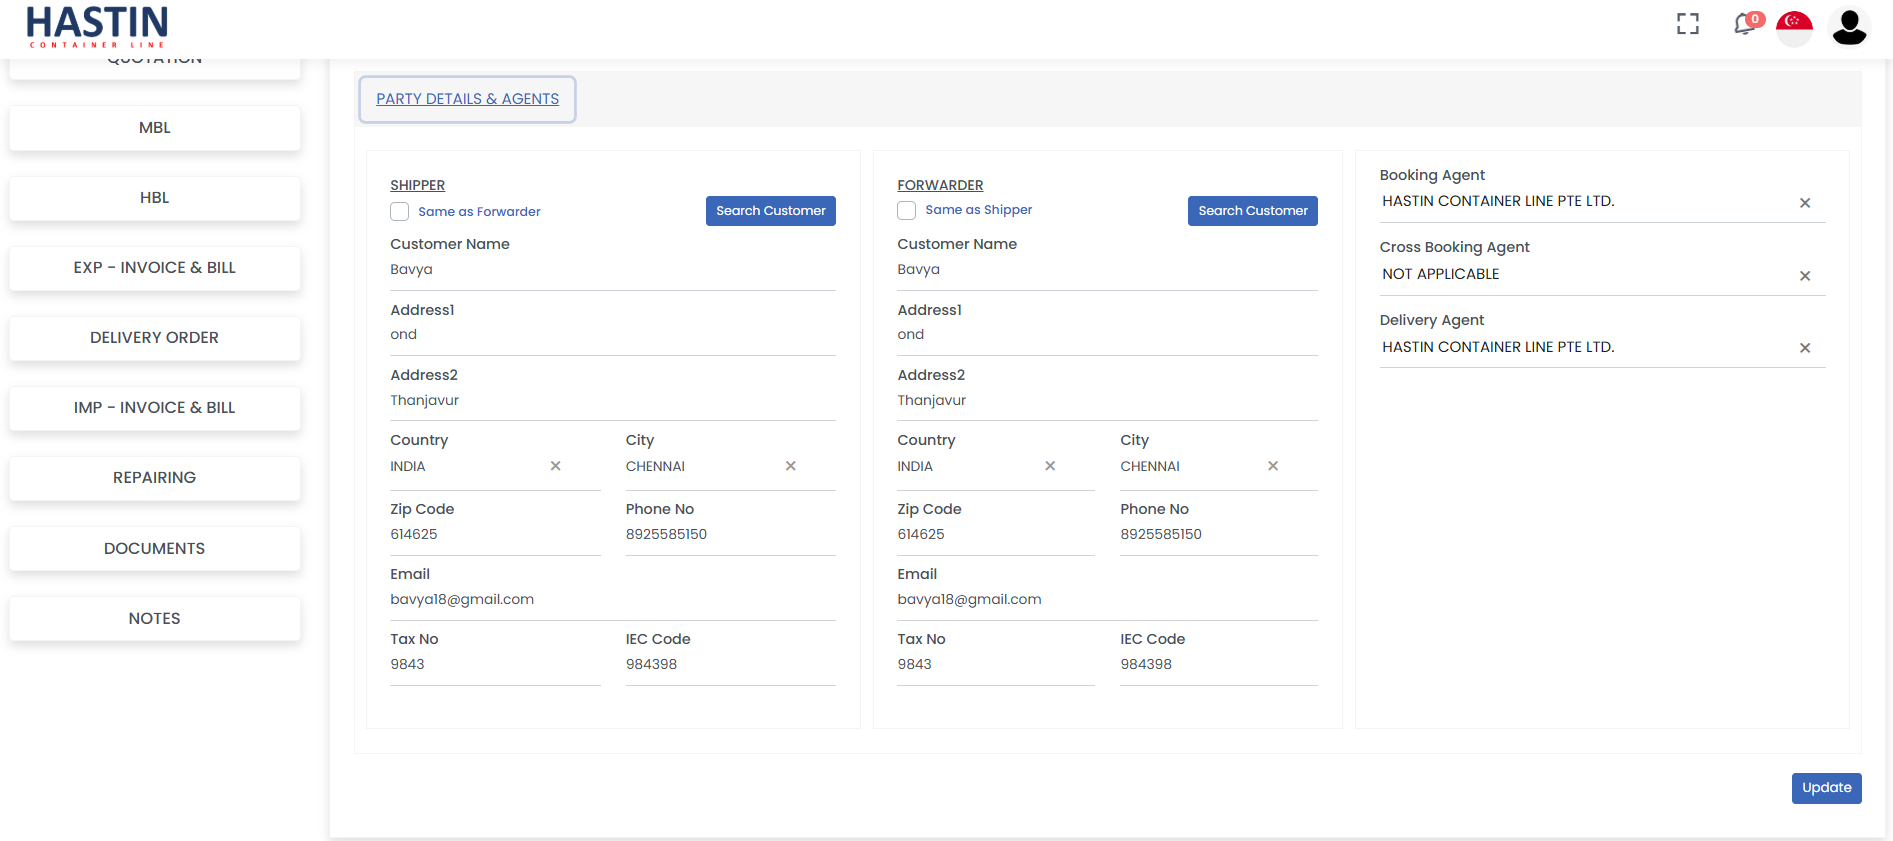 HASTIN
CONTAINER LINE
0
QUOTATION
MBL
HBL
EXP - INVOICE & BILL
DELIVERY ORDER
IMP - INVOICE & BILL
REPAIRING
DOCUMENTS
NOTES
PARTY DETAILS & AGENTS
SHIPPER
Same as Forwarder
Search Customer
Customer Name
Bavya
Address1
ond
Address2
Thanjavur
Country
INDIA
City
CHENNAI
Zip Code
614625
Phone No
8925585150
Email
bavya18@gmail.com
Tax No
9843
IEC Code
984398
FORWARDER
Same as Shipper
Search Customer
Customer Name
Bavya
Address1
ond
Address2
Thanjavur
Country
INDIA
City
CHENNAI
Zip Code
614625
Phone No
8925585150
Email
bavya18@gmail.com
Tax No
9843
IEC Code
984398
Booking Agent
HASTIN CONTAINER LINE PTE LTD.
Cross Booking Agent
NOT APPLICABLE
Delivery Agent
HASTIN CONTAINER LINE PTE LTD.
Update